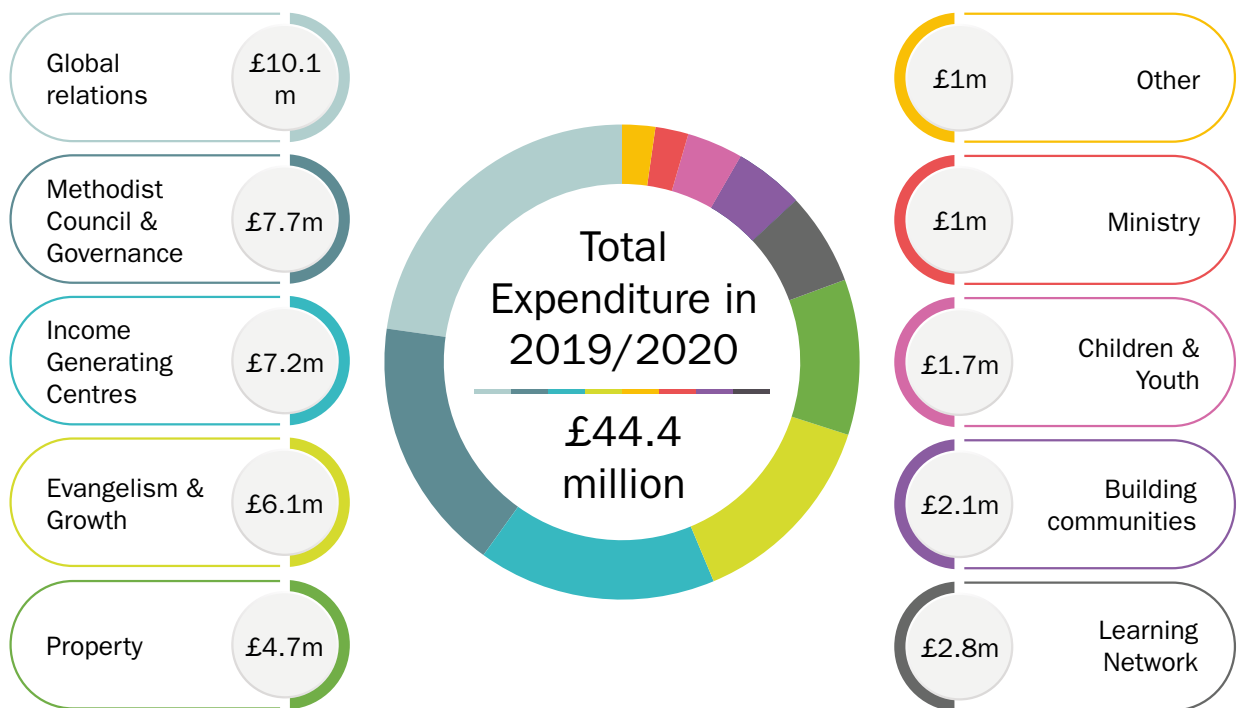 Global
relations
£10.1
m
Methodist
Council &
Governance
£7.7m
Income
Generating
Centres
£7.2m
Evangelism &
Growth
£6.1m
Property
£4.7m
Total
Expenditure in
2019/2020
£44.4
million
£1m
Other
£1m
Ministry
£1.7m
Children &
Youth
£2.1m
Building
communities
£2.8m
Learning
Network